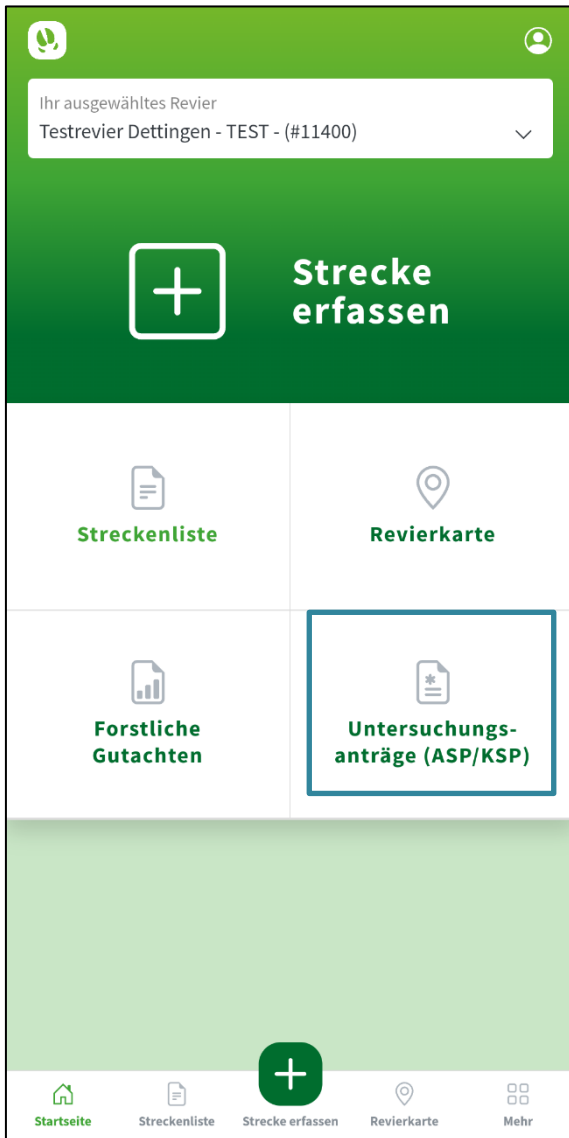 Ihr ausgewähltes Revier
Testrevier Dettingen - TEST - (#11400)
Strecke
erfassen
Streckenliste
Revierkarte
Forstliche
Gutachten
Untersuchungs-
anträge (ASP/KSP)
Startseite
Streckenliste
Strecke erfassen
Revierkarte
Mehr